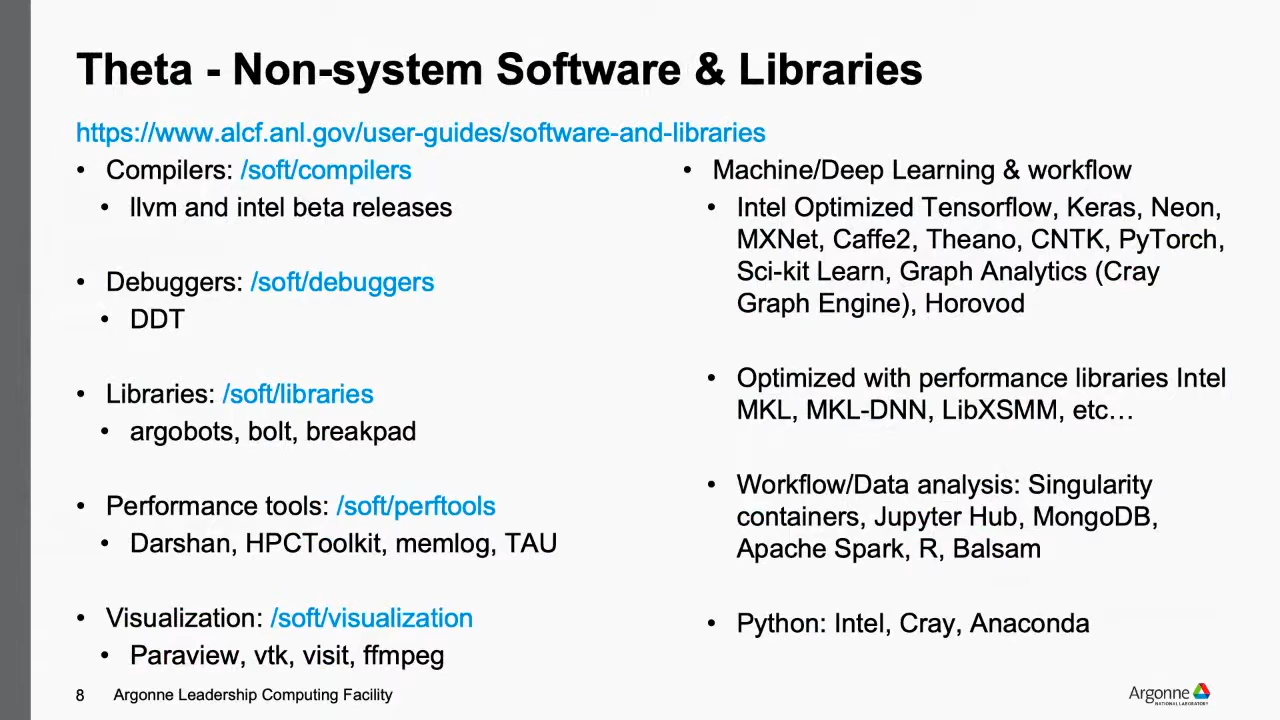 Theta - Non-system Software & Libraries
https://www.alcf.anl.gov/user-guides/software-and-libraries
• Compilers: /soft/compilers
• llvm and intel beta releases
• Debuggers: /soft/debuggers
• DDT
• Libraries: /soft/libraries
• argobots, bolt, breakpad
• Performance tools: /soft/perftools
• Darshan, HPCToolkit, memlog, TAU
• Visualization: /soft/visualization
• Paraview, vtk, visit, ffmpeg
• Machine/Deep Learning & workflow
• Intel Optimized Tensorflow, Keras, Neon,
MXNet, Caffe2, Theano, CNTK, PyTorch,
Sci-kit Learn, Graph Analytics (Cray
Graph Engine), Horovod
• Optimized with performance libraries Intel
MKL, MKL-DNN, LibXSMM, etc…
• Workflow/Data analysis: Singularity
containers, Jupyter Hub, MongoDB,
Apache Spark, R, Balsam
• Python: Intel, Cray, Anaconda
8 Argonne Leadership Computing Facility
Argonne
NATIONAL LABORATORY